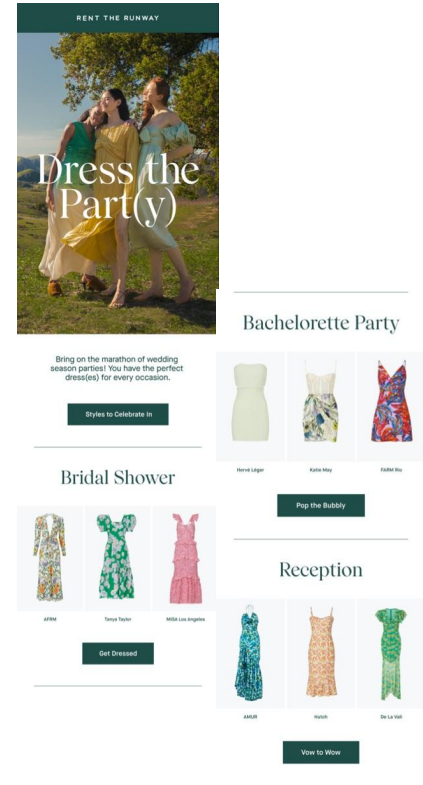 RENT THE RUNWAY
Dress the
Part(y)
Bring on the marathon of wedding
season parties! You have the perfect
dress(es) for every occasion.
Styles to Celebrate In
Bridal Shower
AFRM
Tanya Taylor
MISA Los Angeles
Get Dressed
Bachelorette Party
Hervé Léger
Katie May
FARM Rio
Pop the Bubbly
Reception
AMUR
Hutch
De La Vali
Vow to Wow